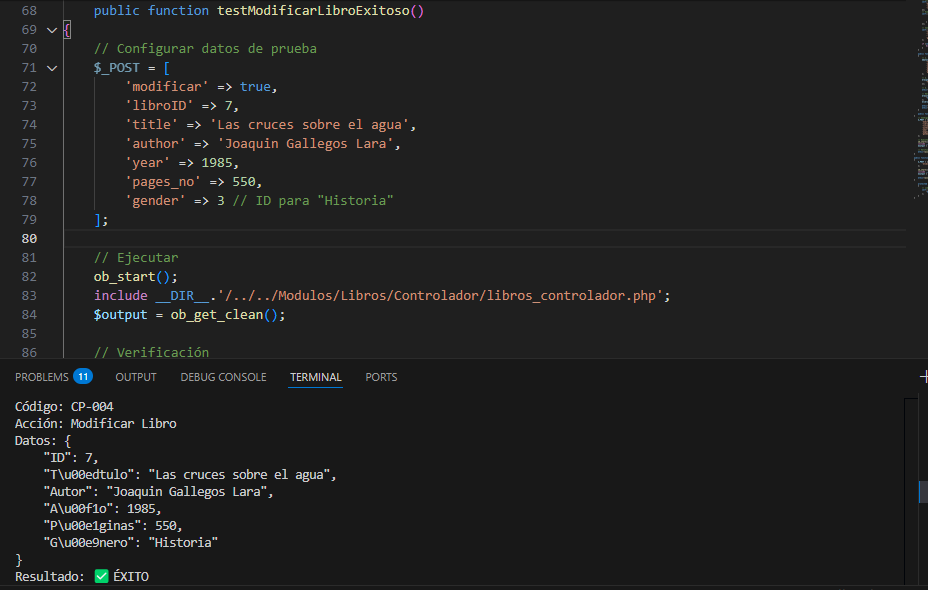 68 public function testModificarLibroExitoso()
69 {
70 // Configurar datos de prueba
71 $_POST = [
72 'modificar' => true,
73 'libroID' => 7,
74 'title' => 'Las cruces sobre el agua',
75 'author' => 'Joaquin Gallegos Lara',
76 'year' => 1985,
77 'pages_no' => 550,
78 'gender' => 3 // ID para "Historia"
79 ];
80
81 // Ejecutar
82 ob_start();
83 include __DIR__.'/../../Modulos/Libros/Controlador/libros_controlador.php';
84 $output = ob_get_clean();
85
86 // Verificación
PROBLEMS 11 OUTPUT DEBUG CONSOLE TERMINAL PORTS
Código: CP-004
Acción: Modificar Libro
Datos: {
"ID": 7,
"T\u00edtulo": "Las cruces sobre el agua",
"Autor": "Joaquin Gallegos Lara",
"A\u00f1o": 1985,
"P\u00e1ginas": 550,
"G\u00e9nero": "Historia"
}
Resultado: ✅ ÉXITO